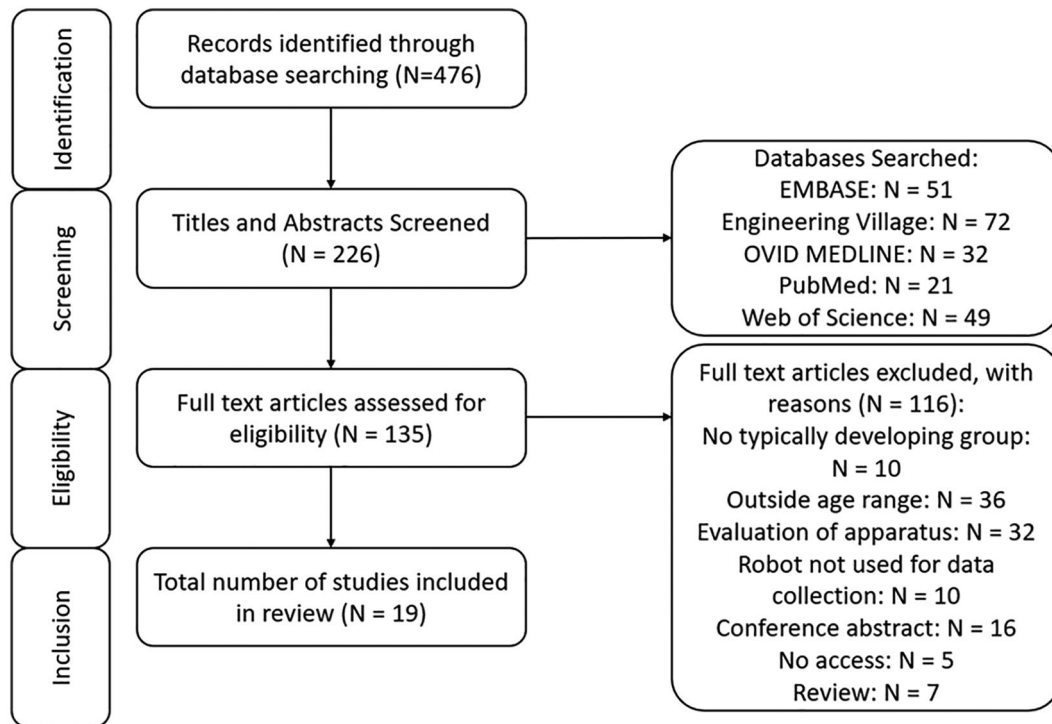 Identification
Records identified through
database searching (N=476)
Screening
Titles and Abstracts Screened
(N = 226)
Databases Searched:
EMBASE: N = 51
Engineering Village: N = 72
OVID MEDLINE: N = 32
PubMed: N = 21
Web of Science: N = 49
Eligibility
Full text articles assessed for
eligibility (N = 135)
Full text articles excluded, with
reasons (N = 116):
No typically developing group:
N = 10
Outside age range: N = 36
Evaluation of apparatus: N = 32
Robot not used for data
collection: N = 10
Conference abstract: N = 16
No access: N = 5
Review: N = 7
Inclusion
Total number of studies included
in review (N = 19)